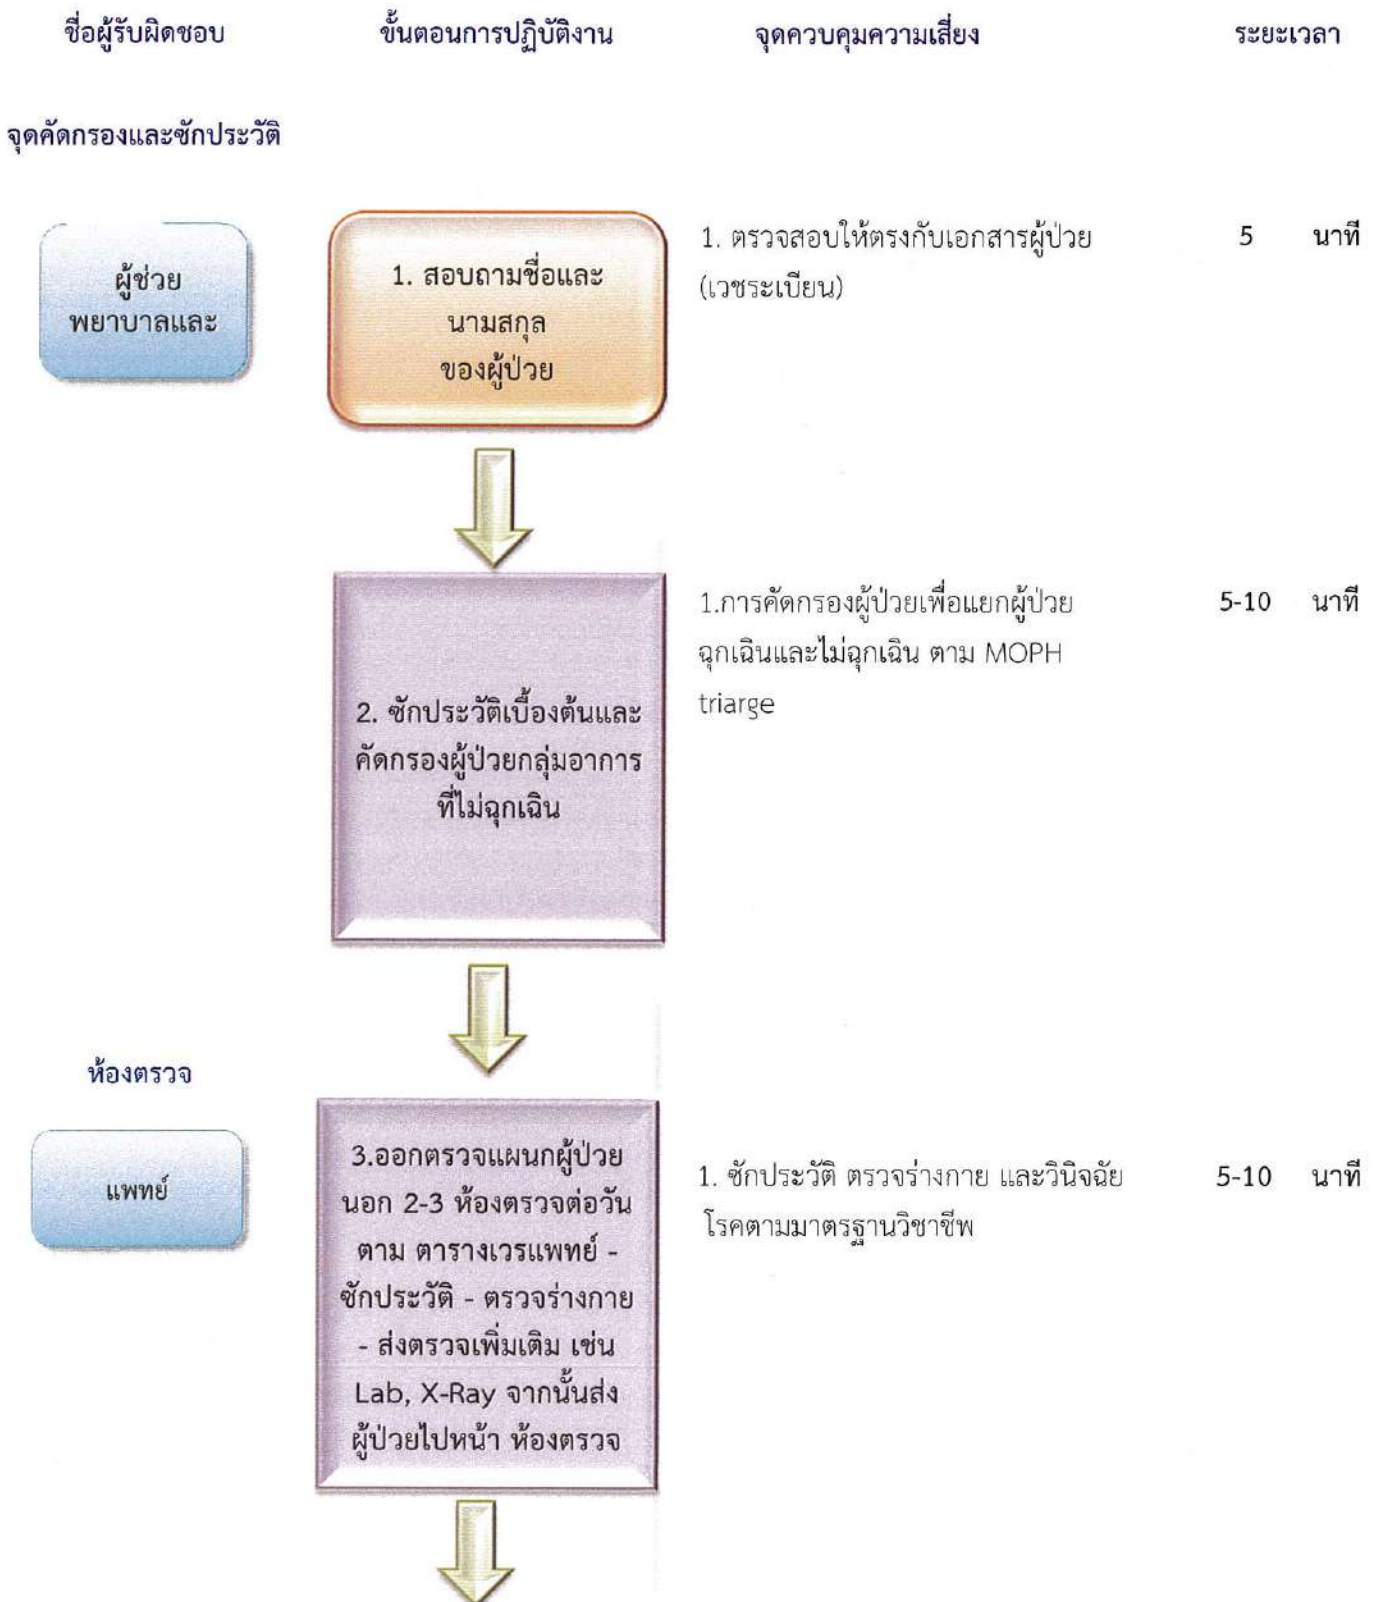 ชื่อผู้รับผิดชอบ ขั้นตอนการปฏิบัติงาน จุดควบคุมความเสี่ยง ระยะเวลา
จุดคัดกรองและซักประวัติ
ผู้ช่วย
พยาบาลและ
1. สอบถามชื่อและ
นามสกุล
ของผู้ป่วย
1. ตรวจสอบให้ตรงกับเอกสารผู้ป่วย
(เวชระเบียน)
5 นาที
2. ซักประวัติเบื้องต้นและ
คัดกรองผู้ป่วยกลุ่มอาการ
ที่ไม่ฉุกเฉิน
1.การคัดกรองผู้ป่วยเพื่อแยกผู้ป่วย
ฉุกเฉินและไม่ฉุกเฉิน ตาม MOPH
triarge
5-10 นาที
ห้องตรวจ
แพทย์
3.ออกตรวจแผนกผู้ป่วย
นอก 2-3 ห้องตรวจต่อวัน
ตาม ตารางเวรแพทย์ -
ซักประวัติ - ตรวจร่างกาย
- ส่งตรวจเพิ่มเติม เช่น
Lab, X-Ray จากนั้นส่ง
ผู้ป่วยไปหน้า ห้องตรวจ
1. ซักประวัติ ตรวจร่างกาย และวินิจฉัย
โรคตามมาตรฐานวิชาชีพ
5-10 นาที